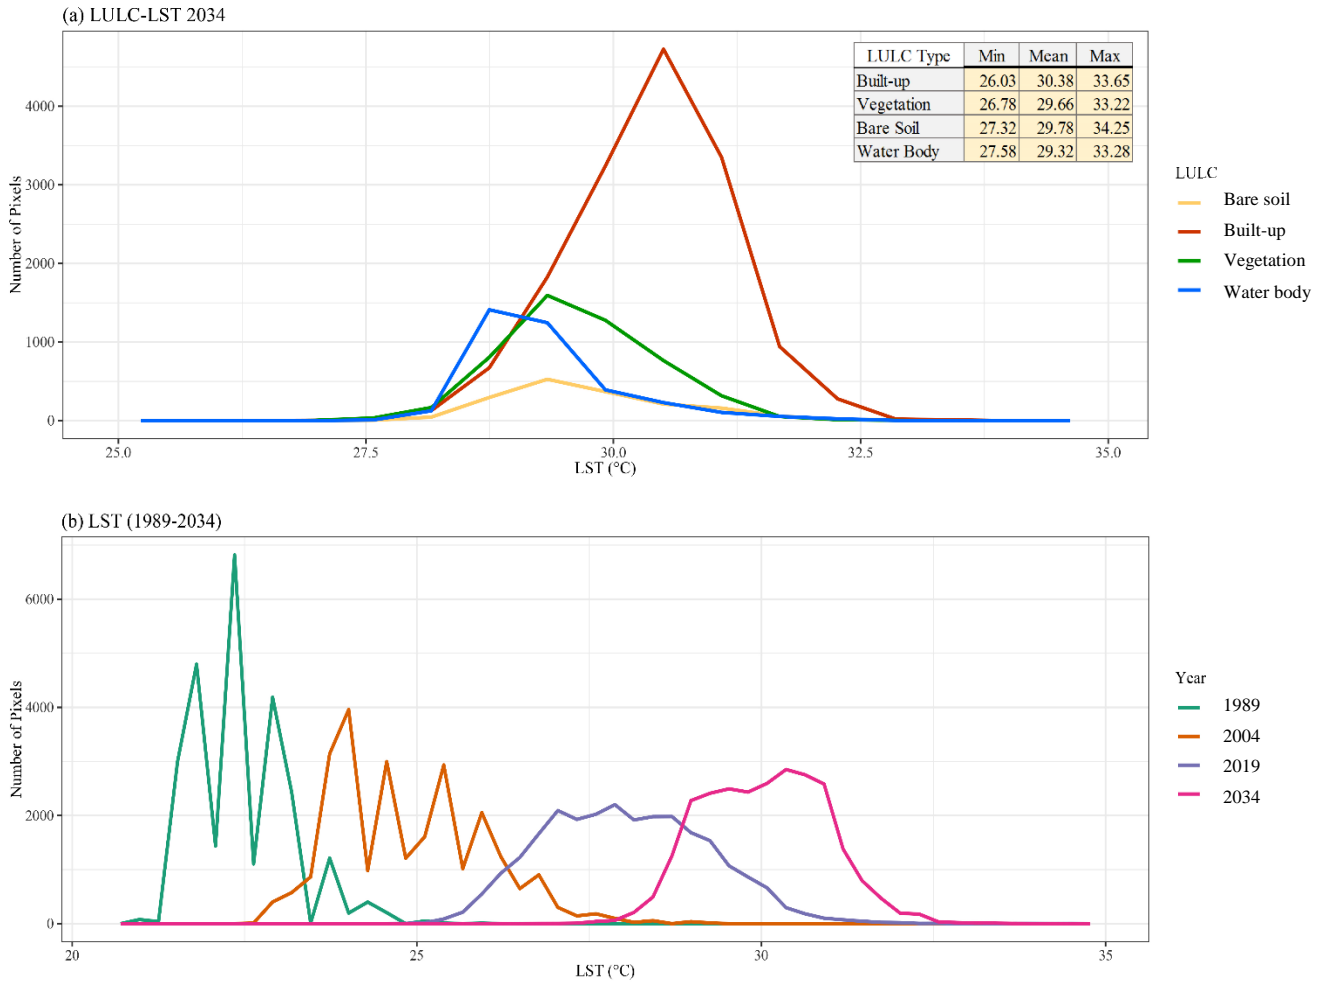 (a) LULC-LST 2034
LULC Type Min Mean Max
Built-up 26.03 30.38 33.65
Vegetation 26.78 29.66 33.22
Bare Soil 27.32 29.78 34.25
Water Body 27.58 29.32 33.28
Number of Pixels
4000
3000
2000
1000
0
25.0 27.5 30.0 32.5 35.0
LST (°C)
LULC
Bare soil
Built-up
Vegetation
Water body
(b) LST (1989-2034)
Number of Pixels
6000
4000
2000
0
20 25 30 35
LST (°C)
Year
1989
2004
2019
2034